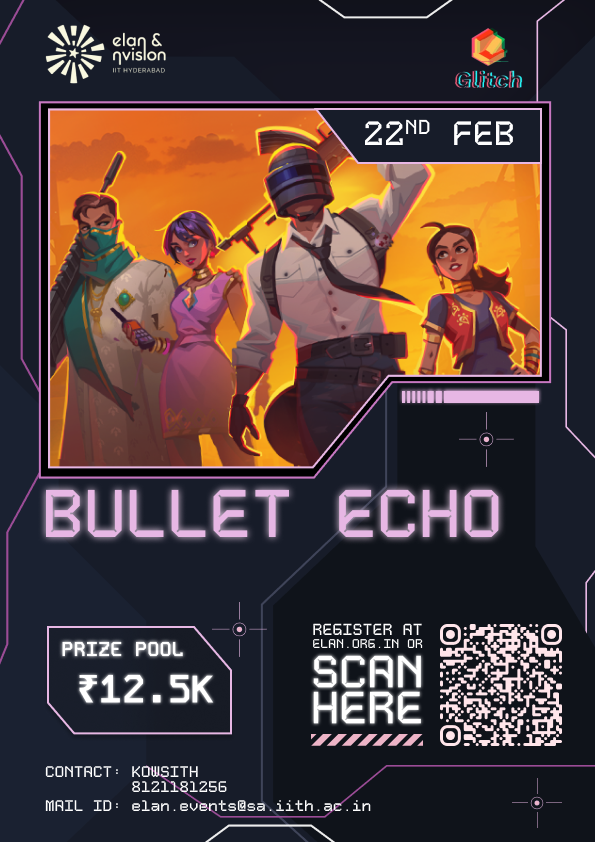 elan &
ηvision
IIT HYDERABAD
Glitch
22ND FEB
BULLET ECHO
PRIZE POOL
₹12.5K
REGISTER AT
ELAN.ORG.IN OR
SCAN
HERE
CONTACT: KOWSITH
8121181256
MAIL ID: elan.events@sa.iith.ac.in